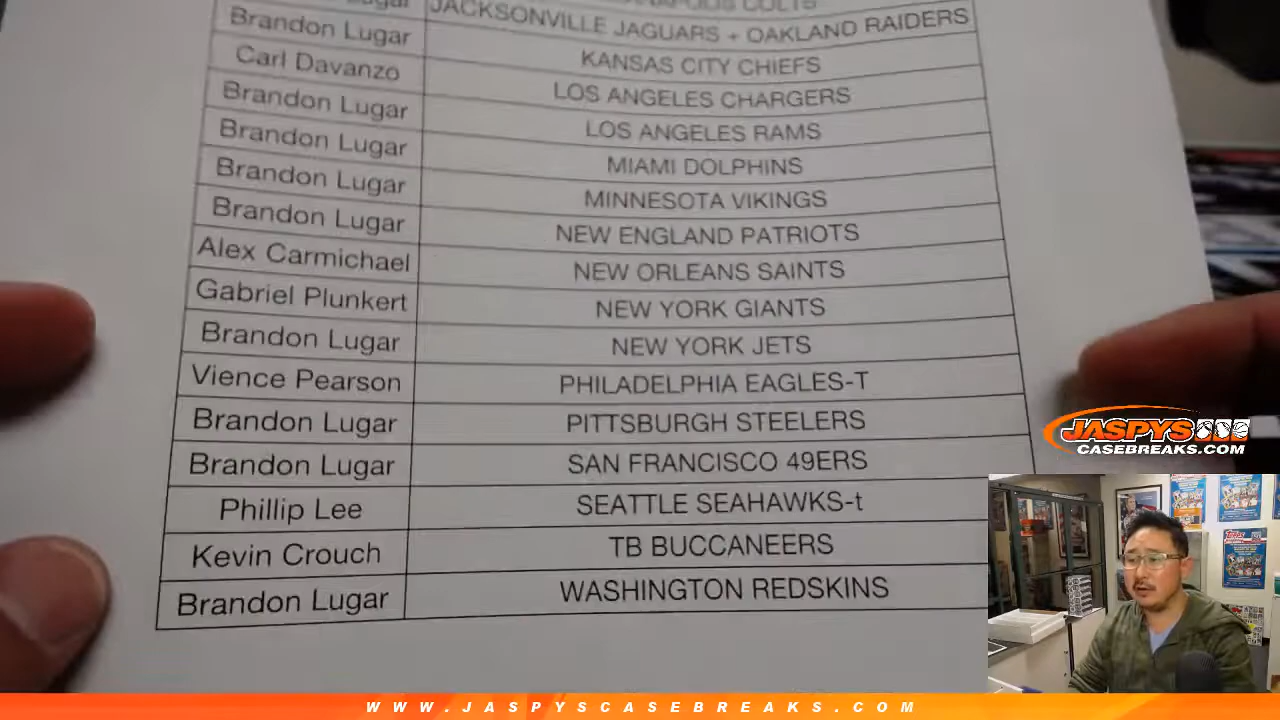 Lugar COLTS
Brandon Lugar JACKSONVILLE JAGUARS + OAKLAND RAIDERS
Carl Davanzo KANSAS CITY CHIEFS
Brandon Lugar LOS ANGELES CHARGERS
Brandon Lugar LOS ANGELES RAMS
Brandon Lugar MIAMI DOLPHINS
Brandon Lugar MINNESOTA VIKINGS
Alex Carmichael NEW ENGLAND PATRIOTS
Gabriel Plunkert NEW ORLEANS SAINTS
Brandon Lugar NEW YORK GIANTS
Vience Pearson NEW YORK JETS
Brandon Lugar PHILADELPHIA EAGLES-T
Brandon Lugar PITTSBURGH STEELERS
Phillip Lee SAN FRANCISCO 49ERS
Kevin Crouch SEATTLE SEAHAWKS-t
Brandon Lugar TB BUCCANEERS
WASHINGTON REDSKINS
JASPYS
CASEBREAKS.COM
Topps
WWW.JASPYSCASEBREAKS.COM